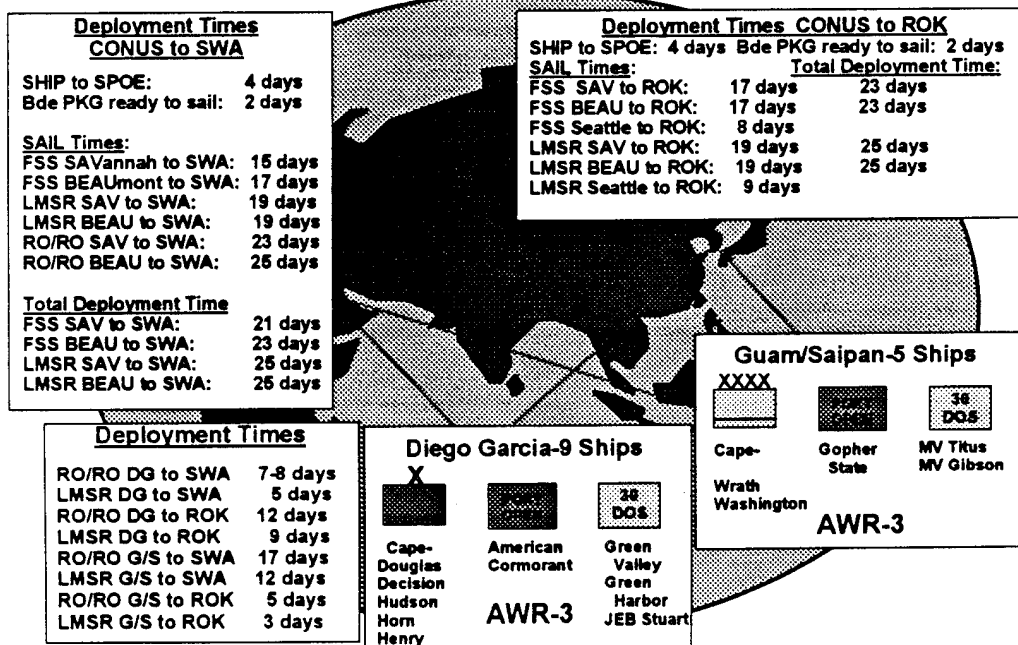 Deployment Times
CONUS to SWA
SHIP to SPOE: 4 days
Bde PKG ready to sail: 2 days
SAIL Times:
FSS SAVannah to SWA: 15 days
FSS BEAUmont to SWA: 17 days
LMSR SAV to SWA: 19 days
LMSR BEAU to SWA: 19 days
RO/RO SAV to SWA: 23 days
RO/RO BEAU to SWA: 25 days
Total Deployment Time
FSS SAV to SWA: 21 days
FSS BEAU to SWA: 23 days
LMSR SAV to SWA: 25 days
LMSR BEAU to SWA: 25 days
Deployment Times CONUS to ROK
SHIP to SPOE: 4 days Bde PKG ready to sail: 2 days
SAIL Times: Total Deployment Time:
FSS SAV to ROK: 17 days 23 days
FSS BEAU to ROK: 17 days 23 days
FSS Seattle to ROK: 8 days
LMSR SAV to ROK: 19 days 25 days
LMSR BEAU to ROK: 19 days 25 days
LMSR Seattle to ROK: 9 days
Deployment Times
RO/RO DG to SWA 7-8 days
LMSR DG to SWA 5 days
RO/RO DG to ROK 12 days
LMSR DG to ROK 9 days
RO/RO G/S to SWA 17 days
LMSR G/S to SWA 12 days
RO/RO G/S to ROK 5 days
LMSR G/S to ROK 3 days
Diego Garcia-9 Ships
X
DOS
Cape-
Douglas
Decision
Hudson
Horn
Henry
American
Cormorant
Green
Valley
Green
Harbor
JEB Stuart
AWR-3
Guam/Saipan-5 Ships
XXXX
DOS
Cape-
Wrath
Washington
Gopher
State
MV Titus
MV Gibson
AWR-3